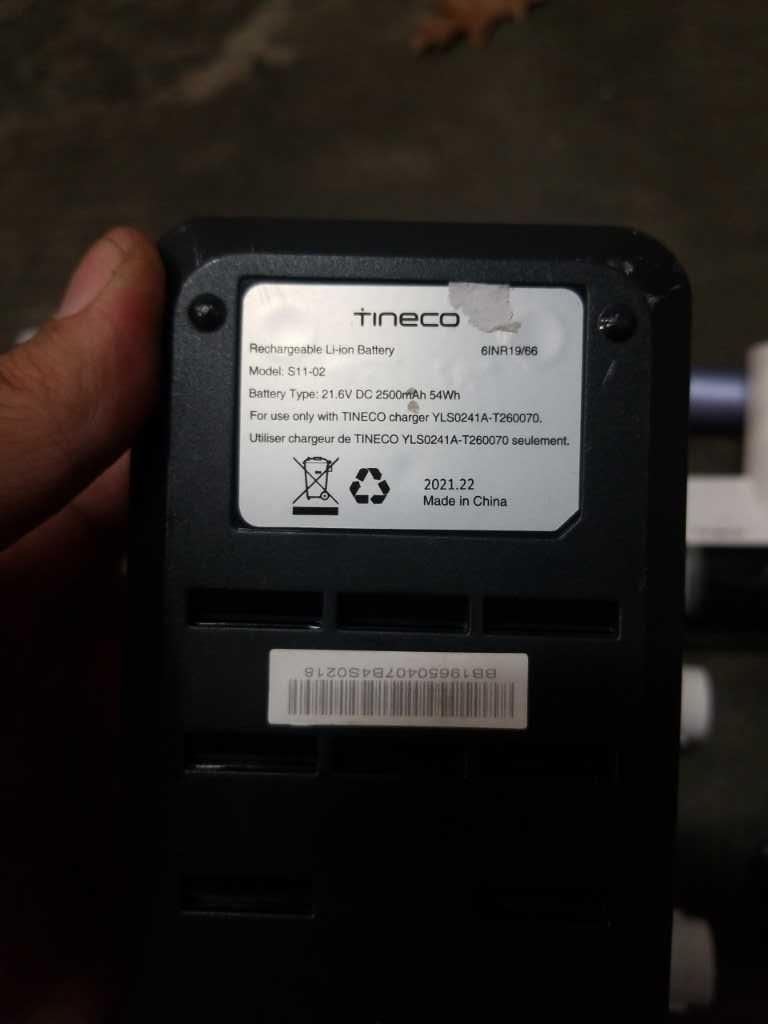 TINECO
Rechargeable Li-ion Battery 6INR19/66
Model: S11-02
Battery Type: 21.6V DC 2500mAh 54Wh
For use only with TINECO charger YLS0241A-T260070.
Utiliser chargeur de TINECO YLS0241A-T260070 seulement.
2021.22
Made in China
BB19650407B4S0218